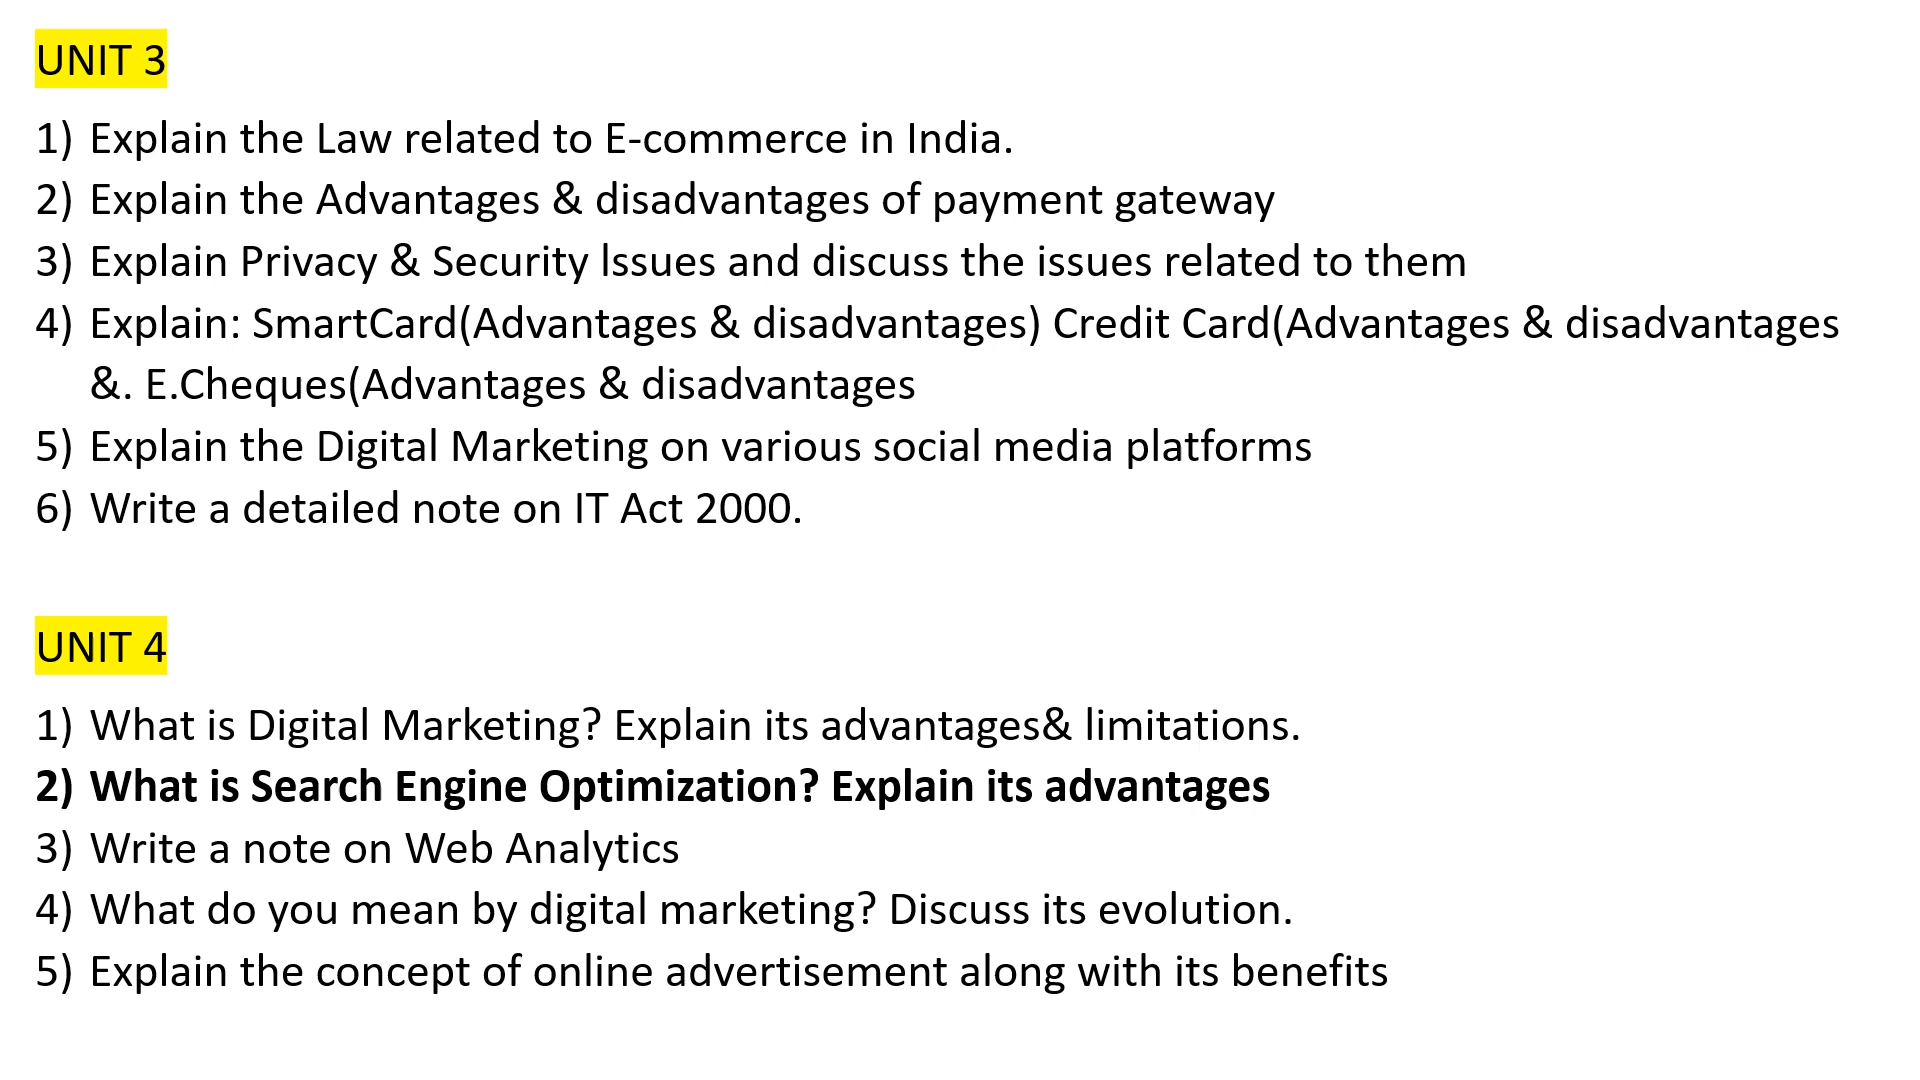 UNIT 3
1) Explain the Law related to E-commerce in India.
2) Explain the Advantages & disadvantages of payment gateway
3) Explain Privacy & Security lssues and discuss the issues related to them
4) Explain: SmartCard(Advantages & disadvantages) Credit Card(Advantages & disadvantages
&. E.Cheques(Advantages & disadvantages
5) Explain the Digital Marketing on various social media platforms
6) Write a detailed note on IT Act 2000.
UNIT 4
1) What is Digital Marketing? Explain its advantages& limitations.
2) What is Search Engine Optimization? Explain its advantages
3) Write a note on Web Analytics
4) What do you mean by digital marketing? Discuss its evolution.
5) Explain the concept of online advertisement along with its benefits